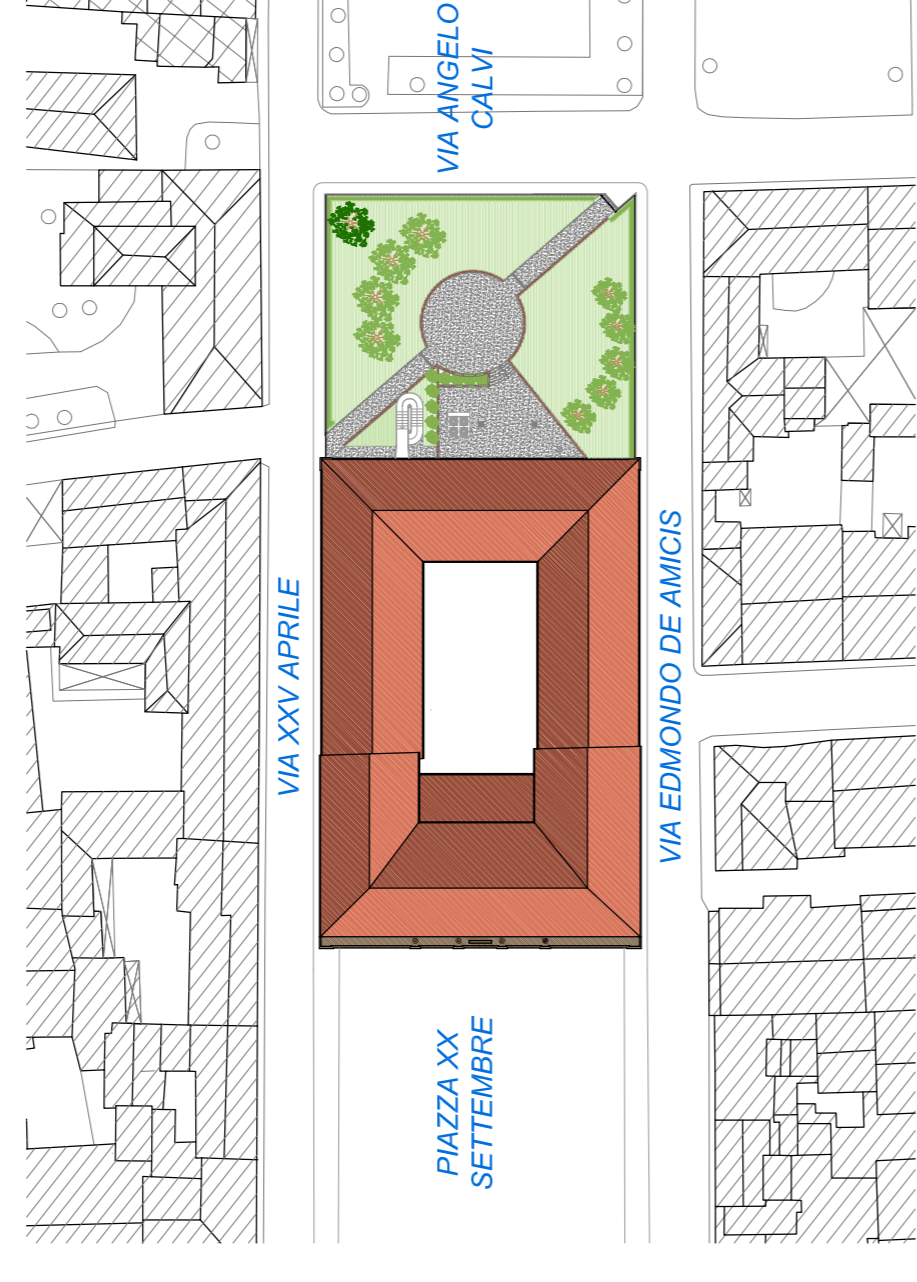 VIA ANGELO
CALVI
VIA XXV APRILE
VIA EDMONDO DE AMICIS
PIAZZA XX
SETTEMBRE